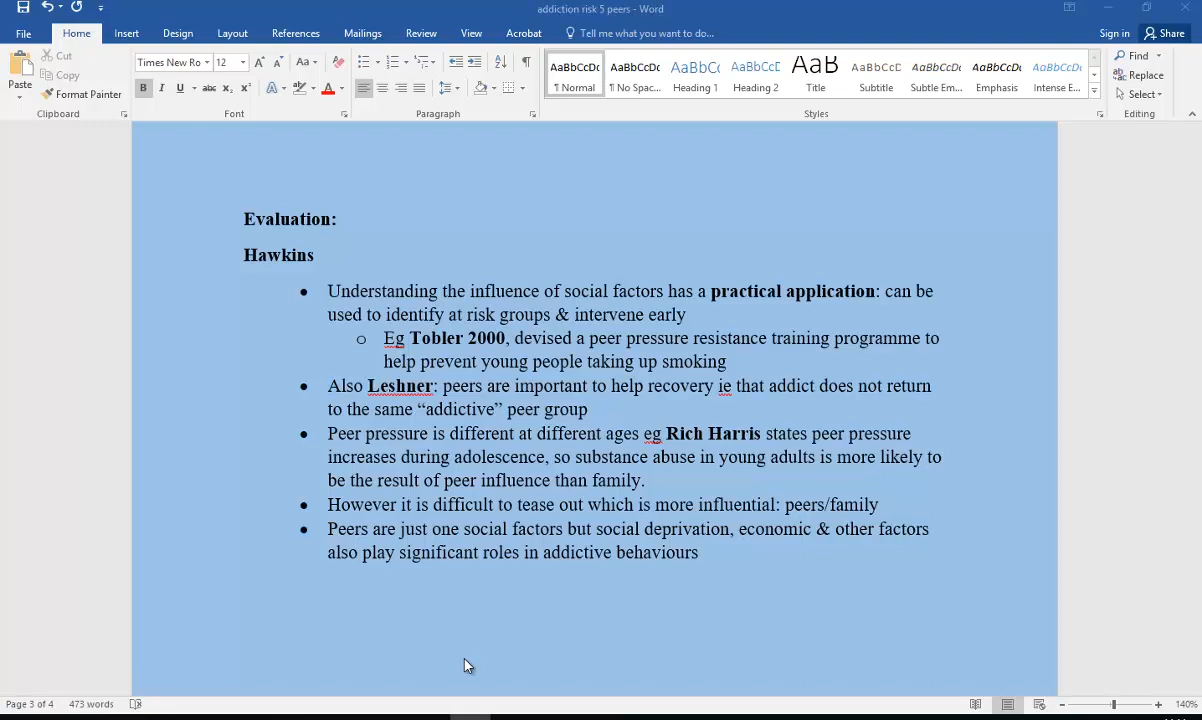 addiction risk 5 peers - Word
File Home Insert Design Layout References Mailings Review View Acrobat Tell me what you want to do... Sign in Share
Cut
Copy
Format Painter
Paste
Clipboard
Times New Ro 12
Font
Paragraph
AaBbCcDc AaBbCcDc AaBbCc AaBbCcD AaB AaBbCcD AaBbCcDc AaBbCcDc AaBbCcDc
¶ Normal ¶ No Spac... Heading 1 Heading 2 Title Subtitle Subtle Em... Emphasis Intense E...
Styles
Find
Replace
Select
Editing
Evaluation:
Hawkins
• Understanding the influence of social factors has a practical application: can be
used to identify at risk groups & intervene early
o Eg Tobler 2000, devised a peer pressure resistance training programme to
help prevent young people taking up smoking
• Also Leshner: peers are important to help recovery ie that addict does not return
to the same “addictive” peer group
• Peer pressure is different at different ages eg Rich Harris states peer pressure
increases during adolescence, so substance abuse in young adults is more likely to
be the result of peer influence than family.
• However it is difficult to tease out which is more influential: peers/family
• Peers are just one social factors but social deprivation, economic & other factors
also play significant roles in addictive behaviours
Page 3 of 4 473 words 140%